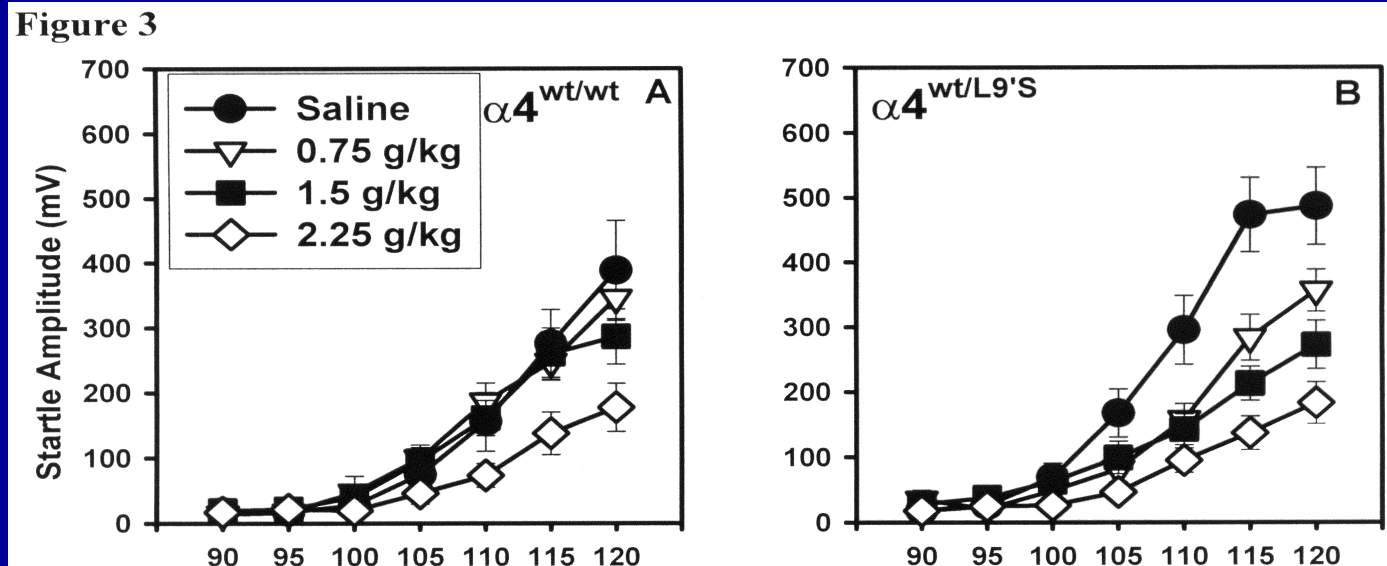 Figure 3
Startle Amplitude (mV)
700
600
500
400
300
200
100
0
Saline
0.75 g/kg
1.5 g/kg
2.25 g/kg
α4wt/wt A
90 95 100 105 110 115 120
700
600
500
400
300
200
100
0
α4wt/L9'S B
90 95 100 105 110 115 120